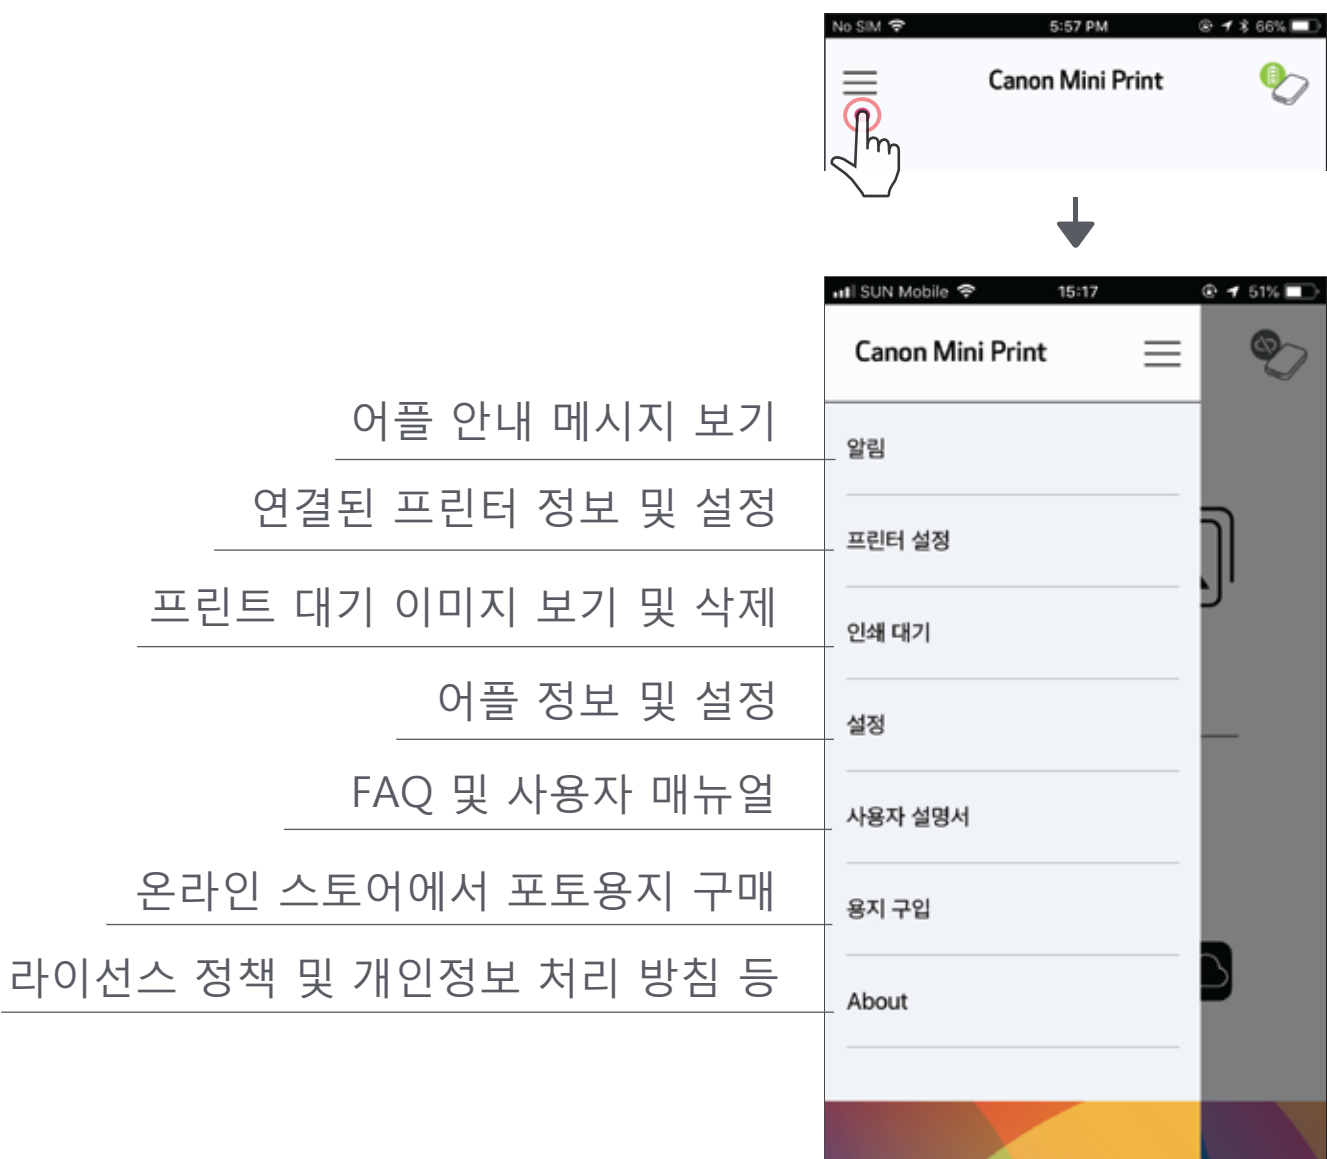 No SIM 5:57 PM 66%
Canon Mini Print
SUN Mobile 15:17 51%
Canon Mini Print
어플 안내 메시지 보기
알림
연결된 프린터 정보 및 설정
프린터 설정
프린트 대기 이미지 보기 및 삭제
인쇄 대기
어플 정보 및 설정
설정
FAQ 및 사용자 매뉴얼
사용자 설명서
온라인 스토어에서 포토용지 구매
용지 구입
라이선스 정책 및 개인정보 처리 방침 등
About